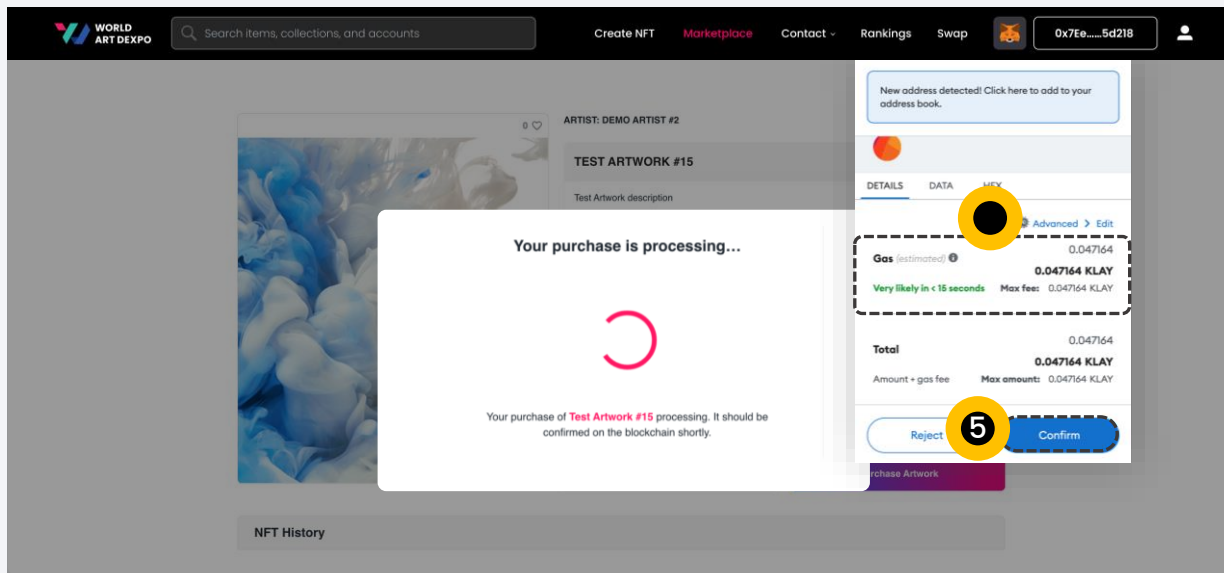 WORLD
ART DEXPO
Search items, collections, and accounts
Create NFT
Marketplace
Contact
Rankings
Swap
0x7Ee......5d218
New address detected! Click here to add to your
address book.
0
ARTIST: DEMO ARTIST #2
TEST ARTWORK #15
Test Artwork description
DETAILS
DATA
HEX
Advanced > Edit
Gas (estimated)
0.047164
0.047164 KLAY
Very likely in < 15 seconds Max fee: 0.047164 KLAY
Total
0.047164
0.047164 KLAY
Amount + gas fee Max amount: 0.047164 KLAY
Reject
5
Confirm
Your purchase is processing...
Your purchase of Test Artwork #15 processing. It should be
confirmed on the blockchain shortly.
rchase Artwork
NFT History